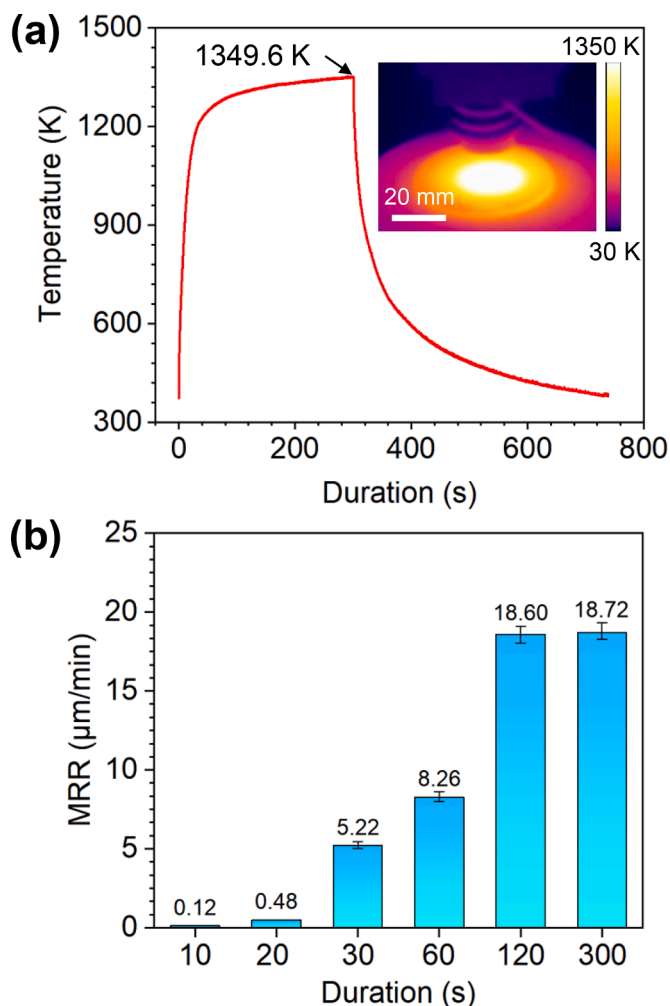 (a)
1500
1200
900
600
300
Temperature (K)
1349.6 K
1350 K
20 mm
30 K
0 200 400 600 800
Duration (s)
(b)
25
20
15
10
5
0
MRR (μm/min)
0.12
0.48
5.22
8.26
18.60
18.72
10 20 30 60 120 300
Duration (s)